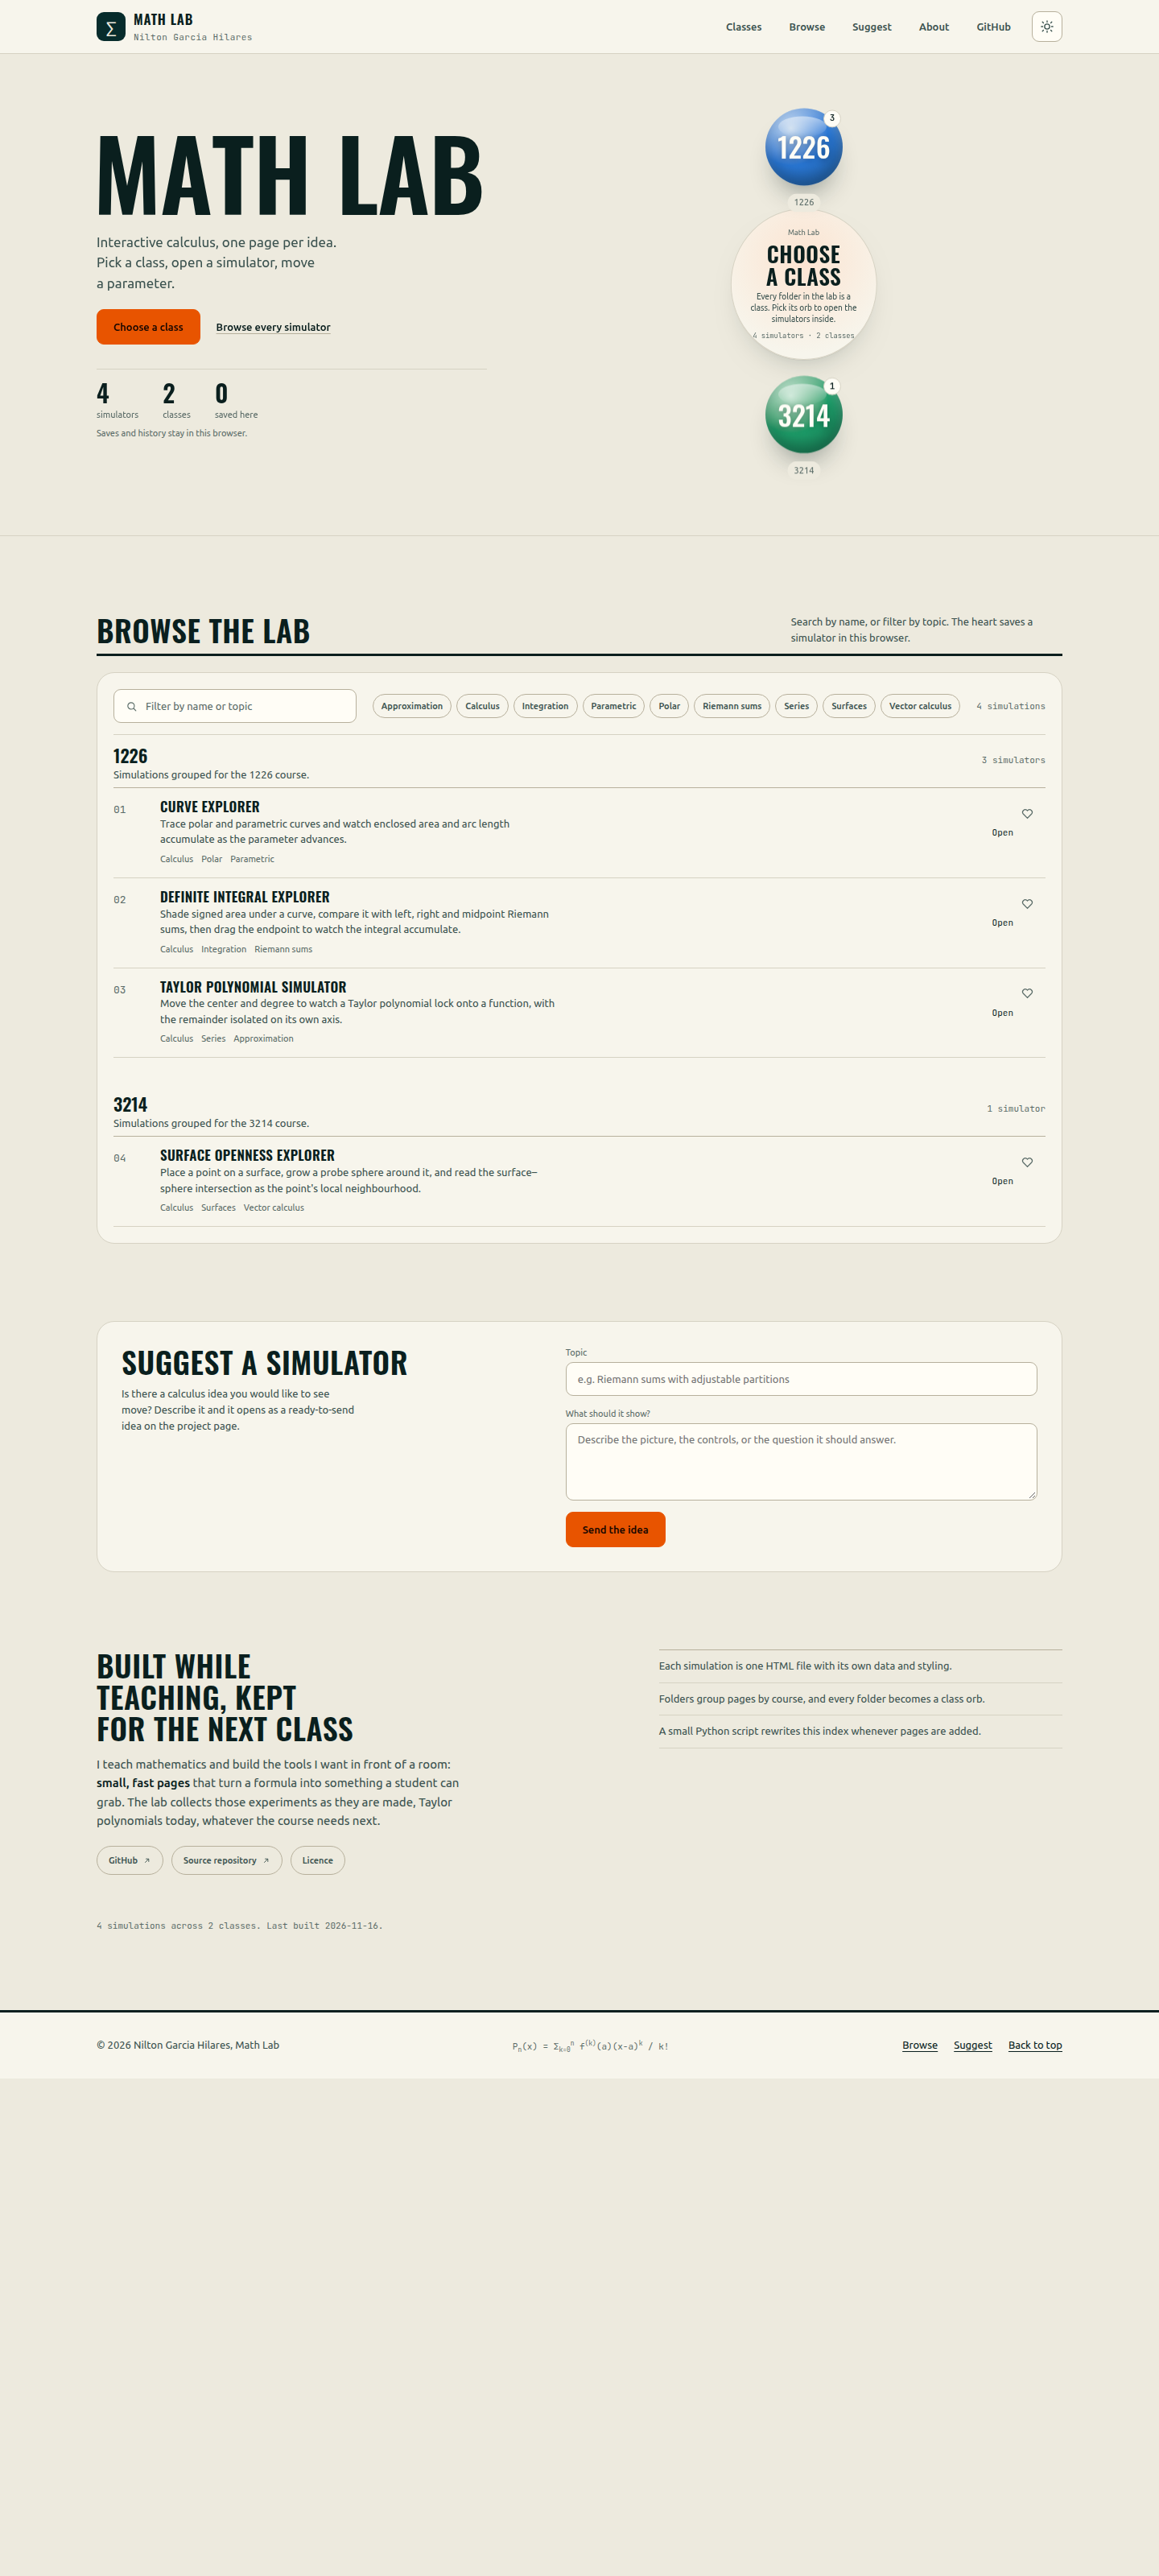 ∑
MATH LAB
Nilton Garcia Hilares
Classes
Browse
Suggest
About
GitHub
MATH LAB
Interactive calculus, one page per idea.
Pick a class, open a simulator, move
a parameter.
Choose a class
Browse every simulator
4
simulators
2
classes
0
saved here
Saves and history stay in this browser.
3
1226
1226
Math Lab
CHOOSE
A CLASS
Every folder in the lab is a
class. Pick its orb to open the
simulators inside.
4 simulators · 2 classes
1
3214
3214
BROWSE THE LAB
Search by name, or filter by topic. The heart saves a
simulator in this browser.
Filter by name or topic
Approximation
Calculus
Integration
Parametric
Polar
Riemann sums
Series
Surfaces
Vector calculus
4 simulations
1226
Simulations grouped for the 1226 course.
3 simulators
01
CURVE EXPLORER
Trace polar and parametric curves and watch enclosed area and arc length
accumulate as the parameter advances.
Calculus Polar Parametric
Open
02
DEFINITE INTEGRAL EXPLORER
Shade signed area under a curve, compare it with left, right and midpoint Riemann
sums, then drag the endpoint to watch the integral accumulate.
Calculus Integration Riemann sums
Open
03
TAYLOR POLYNOMIAL SIMULATOR
Move the center and degree to watch a Taylor polynomial lock onto a function, with
the remainder isolated on its own axis.
Calculus Series Approximation
Open
3214
Simulations grouped for the 3214 course.
1 simulator
04
SURFACE OPENNESS EXPLORER
Place a point on a surface, grow a probe sphere around it, and read the surface–
sphere intersection as the point's local neighbourhood.
Calculus Surfaces Vector calculus
Open
SUGGEST A SIMULATOR
Is there a calculus idea you would like to see
move? Describe it and it opens as a ready-to-send
idea on the project page.
Topic
e.g. Riemann sums with adjustable partitions
What should it show?
Describe the picture, the controls, or the question it should answer.
Send the idea
BUILT WHILE
TEACHING, KEPT
FOR THE NEXT CLASS
I teach mathematics and build the tools I want in front of a room:
small, fast pages that turn a formula into something a student can
grab. The lab collects those experiments as they are made, Taylor
polynomials today, whatever the course needs next.
GitHub ↗
Source repository ↗
Licence
Each simulation is one HTML file with its own data and styling.
Folders group pages by course, and every folder becomes a class orb.
A small Python script rewrites this index whenever pages are added.
4 simulations across 2 classes. Last built 2026-11-16.
© 2026 Nilton Garcia Hilares, Math Lab
Pn(x) = Σk=0n f(k)(a)(x-a)k / k!
Browse
Suggest
Back to top